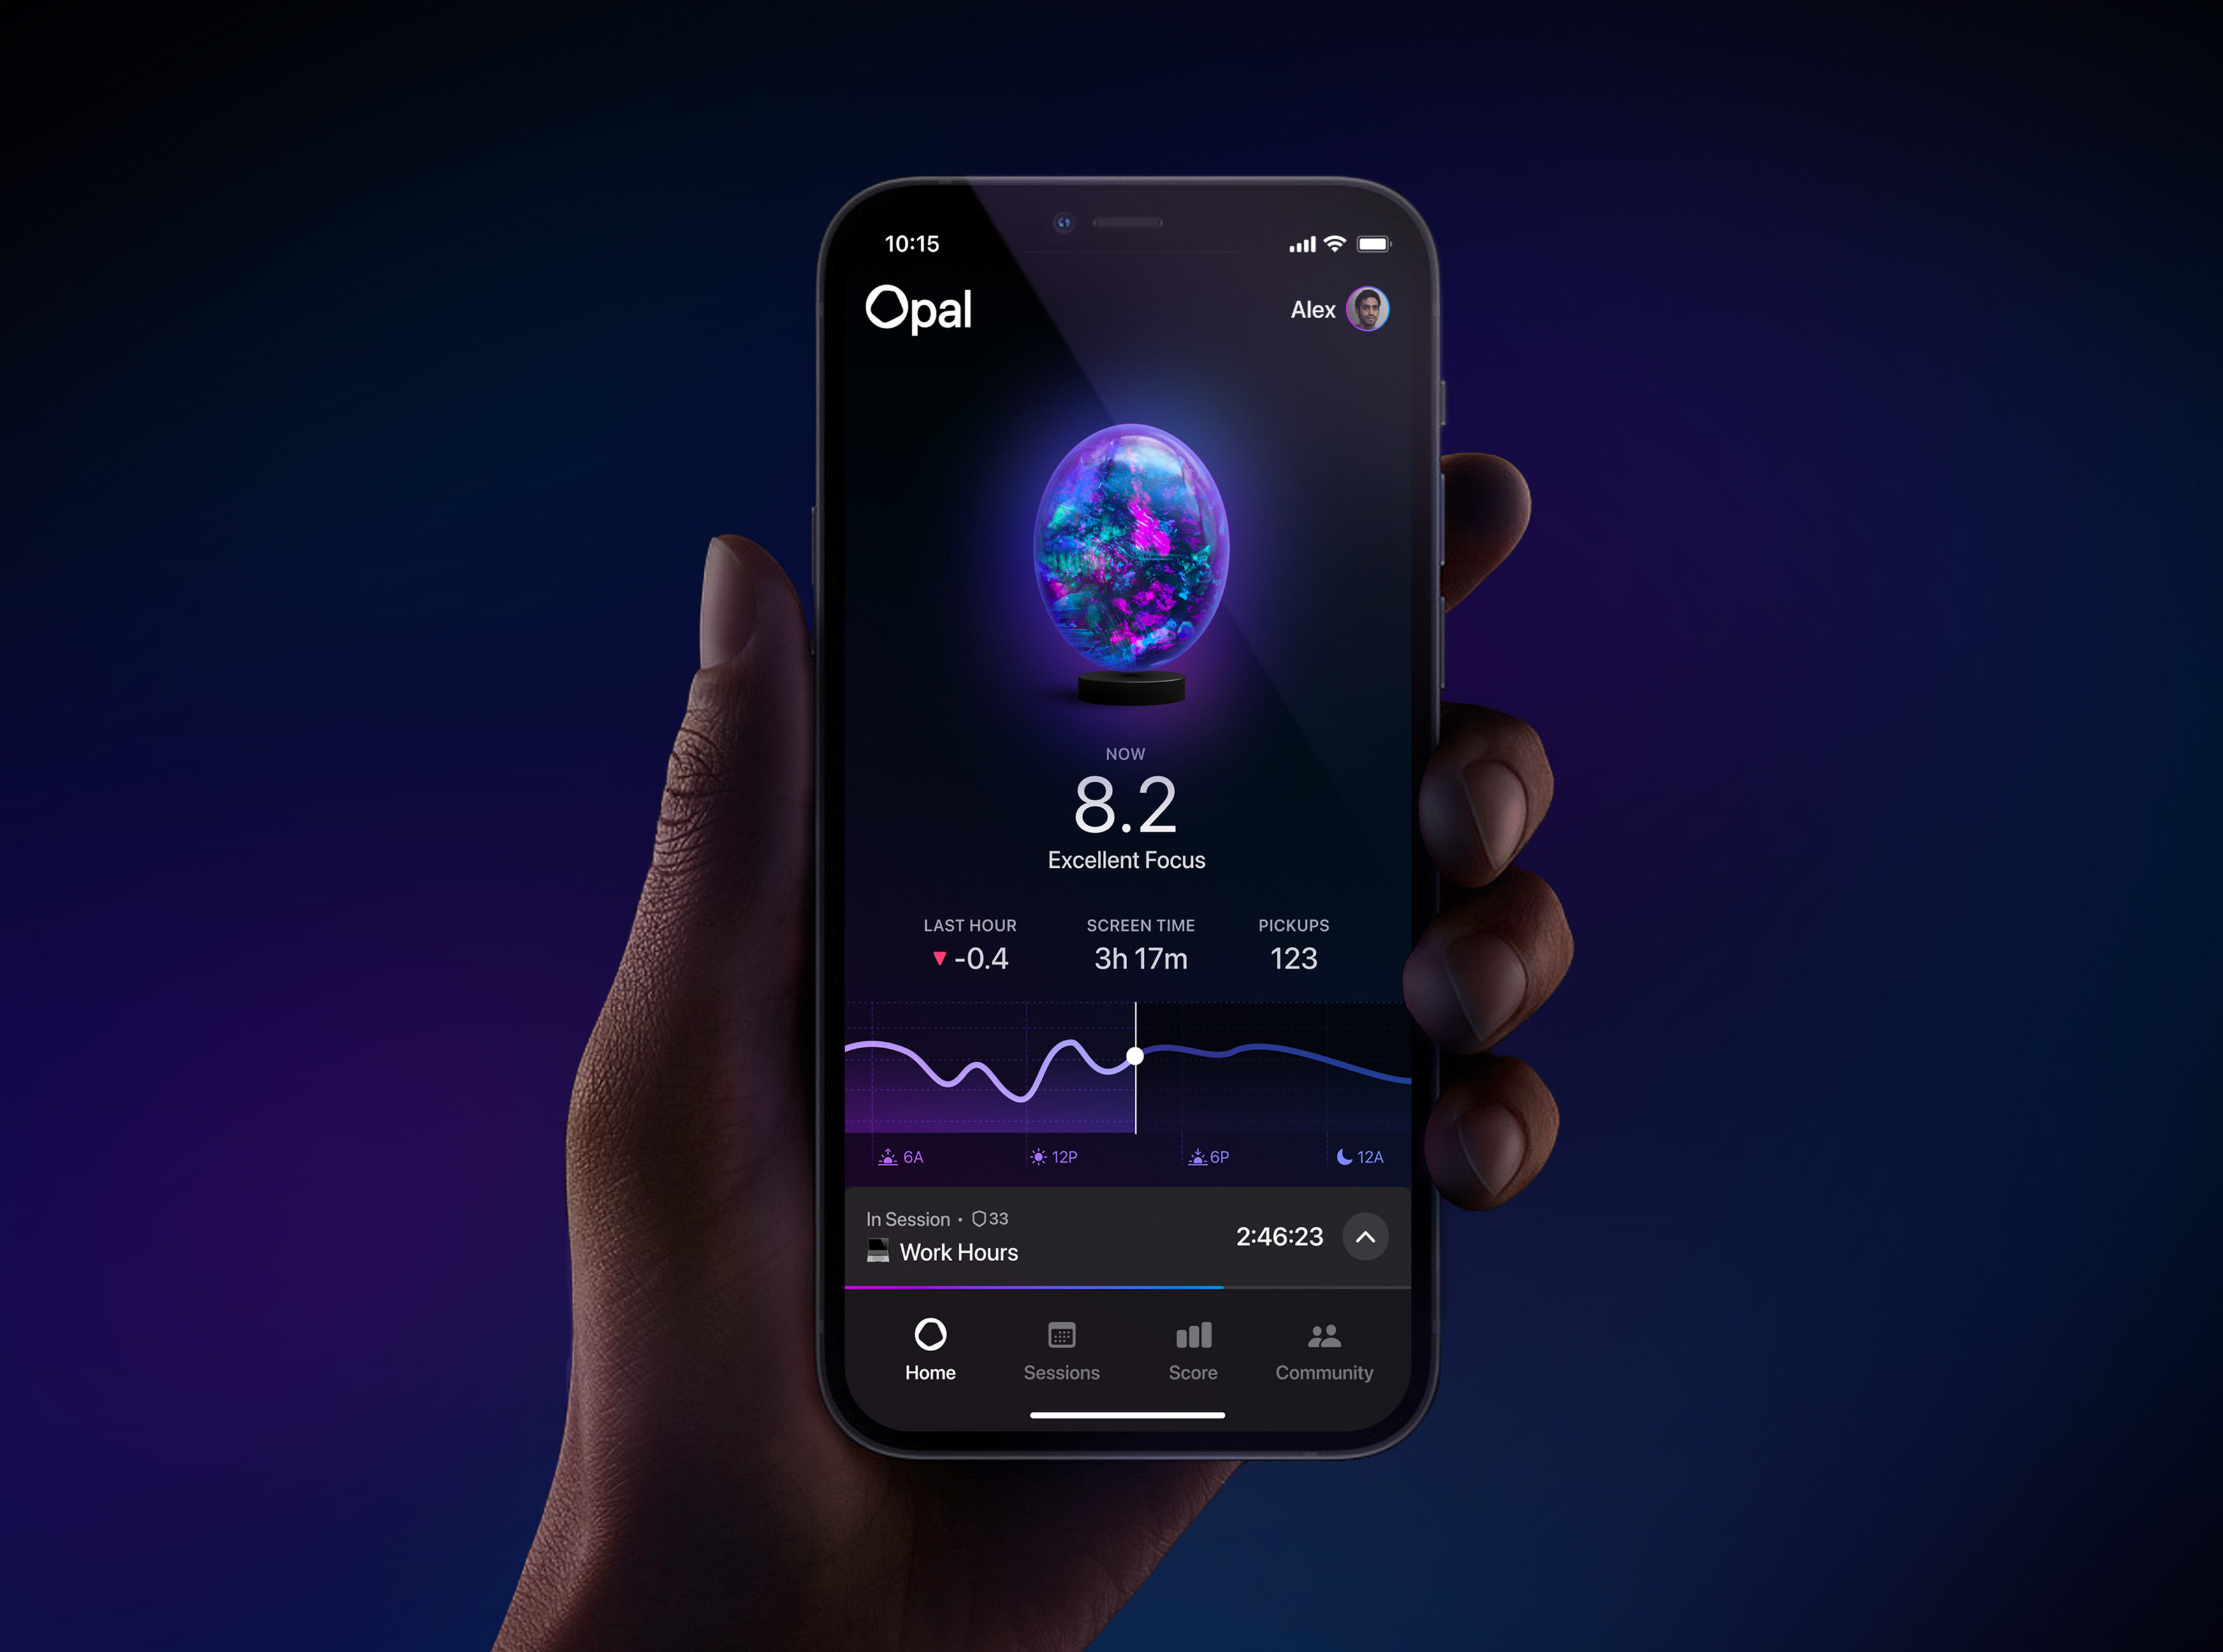 10:15
Opal
Alex
NOW
8.2
Excellent Focus
LAST HOUR
-0.4
SCREEN TIME
3h 17m
PICKUPS
123
6A
12P
6P
12A
In Session • 33
Work Hours
2:46:23
Home
Sessions
Score
Community